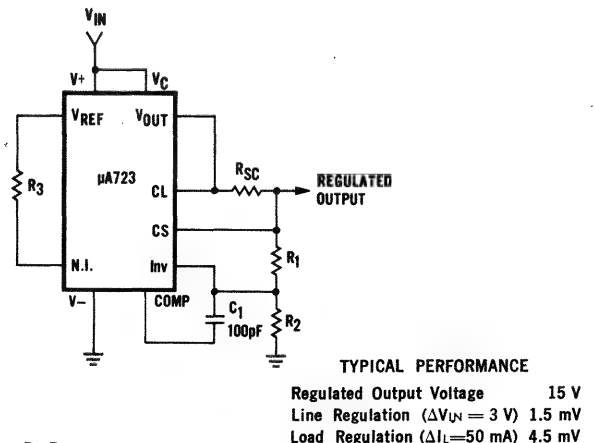 VIN
V+ VC
VREF VOUT
R3 μA723
CL RSC REGULATED
OUTPUT
CS
N.I. Inv R1
V– COMP C1 R2
100pF
TYPICAL PERFORMANCE
Regulated Output Voltage 15 V
Line Regulation (ΔVIN = 3 V) 1.5 mV
Load Regulation (ΔIL=50 mA) 4.5 mV